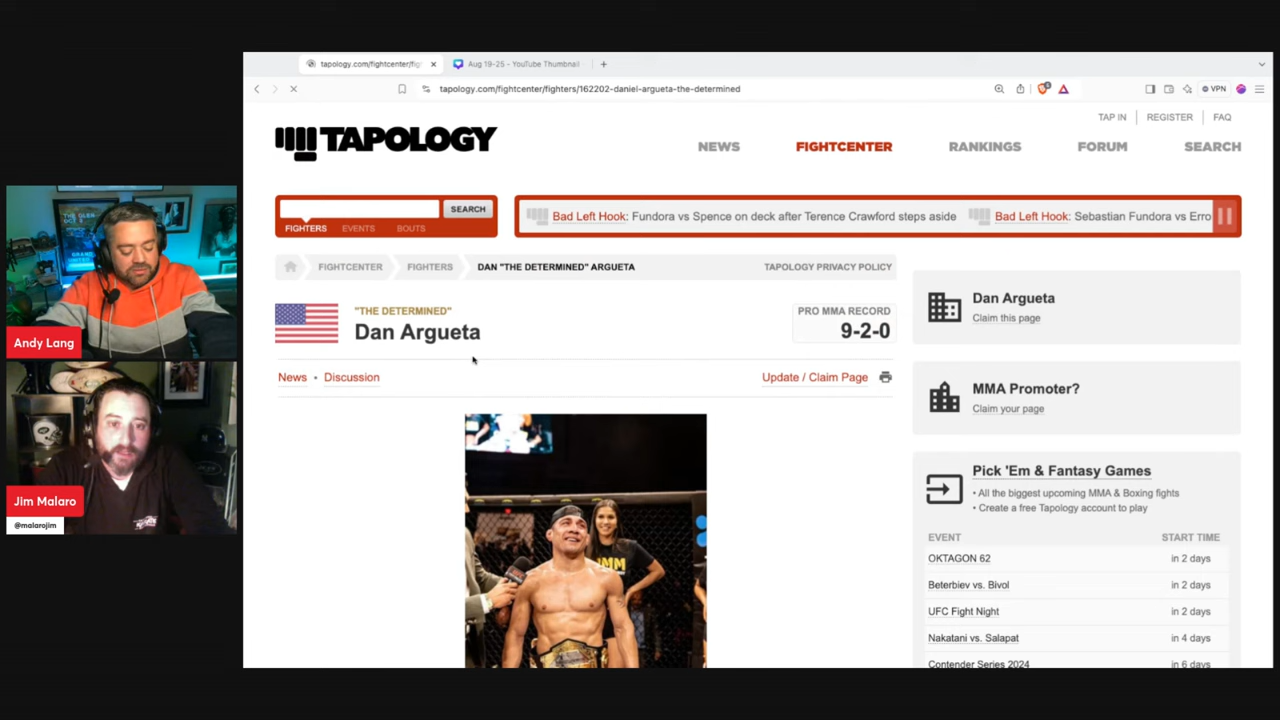 tapology.com/fightcenter/fig
Aug 19-25 - YouTube Thumbnail
tapology.com/fightcenter/fighters/162202-daniel-argueta-the-determined
VPN
TAP IN
REGISTER
FAQ
TAPOLOGY
NEWS
FIGHTCENTER
RANKINGS
FORUM
SEARCH
SEARCH
FIGHTERS
EVENTS
BOUTS
Bad Left Hook: Fundora vs Spence on deck after Terence Crawford steps aside
Bad Left Hook: Sebastian Fundora vs Erro
FIGHTCENTER
FIGHTERS
DAN "THE DETERMINED" ARGUETA
TAPOLOGY PRIVACY POLICY
"THE DETERMINED"
Dan Argueta
PRO MMA RECORD
9-2-0
News • Discussion
Update / Claim Page
Dan Argueta
Claim this page
MMA Promoter?
Claim your page
Pick 'Em & Fantasy Games
• All the biggest upcoming MMA & Boxing fights
• Create a free Tapology account to play
EVENT
START TIME
OKTAGON 62
in 2 days
Beterbiev vs. Bivol
in 2 days
UFC Fight Night
in 2 days
Nakatani vs. Salapat
in 4 days
Contender Series 2024
in 6 days
Andy Lang
Jim Malaro
@malarojim